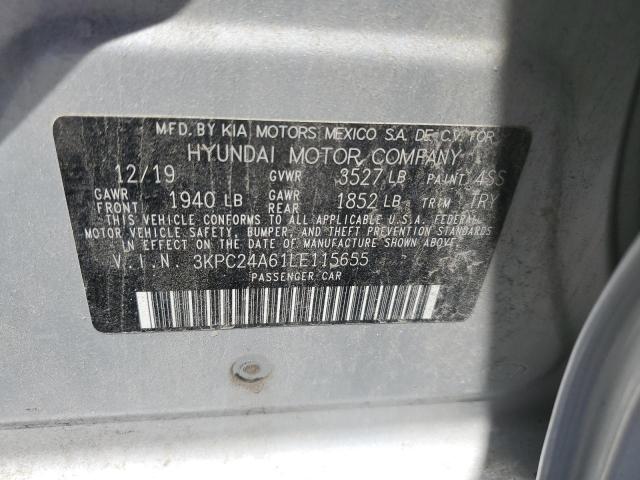 MFD. BY KIA MOTORS MEXICO S.A. DE C.V. FOR
HYUNDAI MOTOR COMPANY
12/19 GVWR 3527 LB PAINT 4SS
GAWR FRONT 1940 LB GAWR REAR 1852 LB TRIM TRY
THIS VEHICLE CONFORMS TO ALL APPLICABLE U.S.A. FEDERAL
MOTOR VEHICLE SAFETY, BUMPER, AND THEFT PREVENTION STANDARDS
IN EFFECT ON THE DATE OF MANUFACTURE SHOWN ABOVE.
V.I.N. 3KPC24A61LE115655
PASSENGER CAR